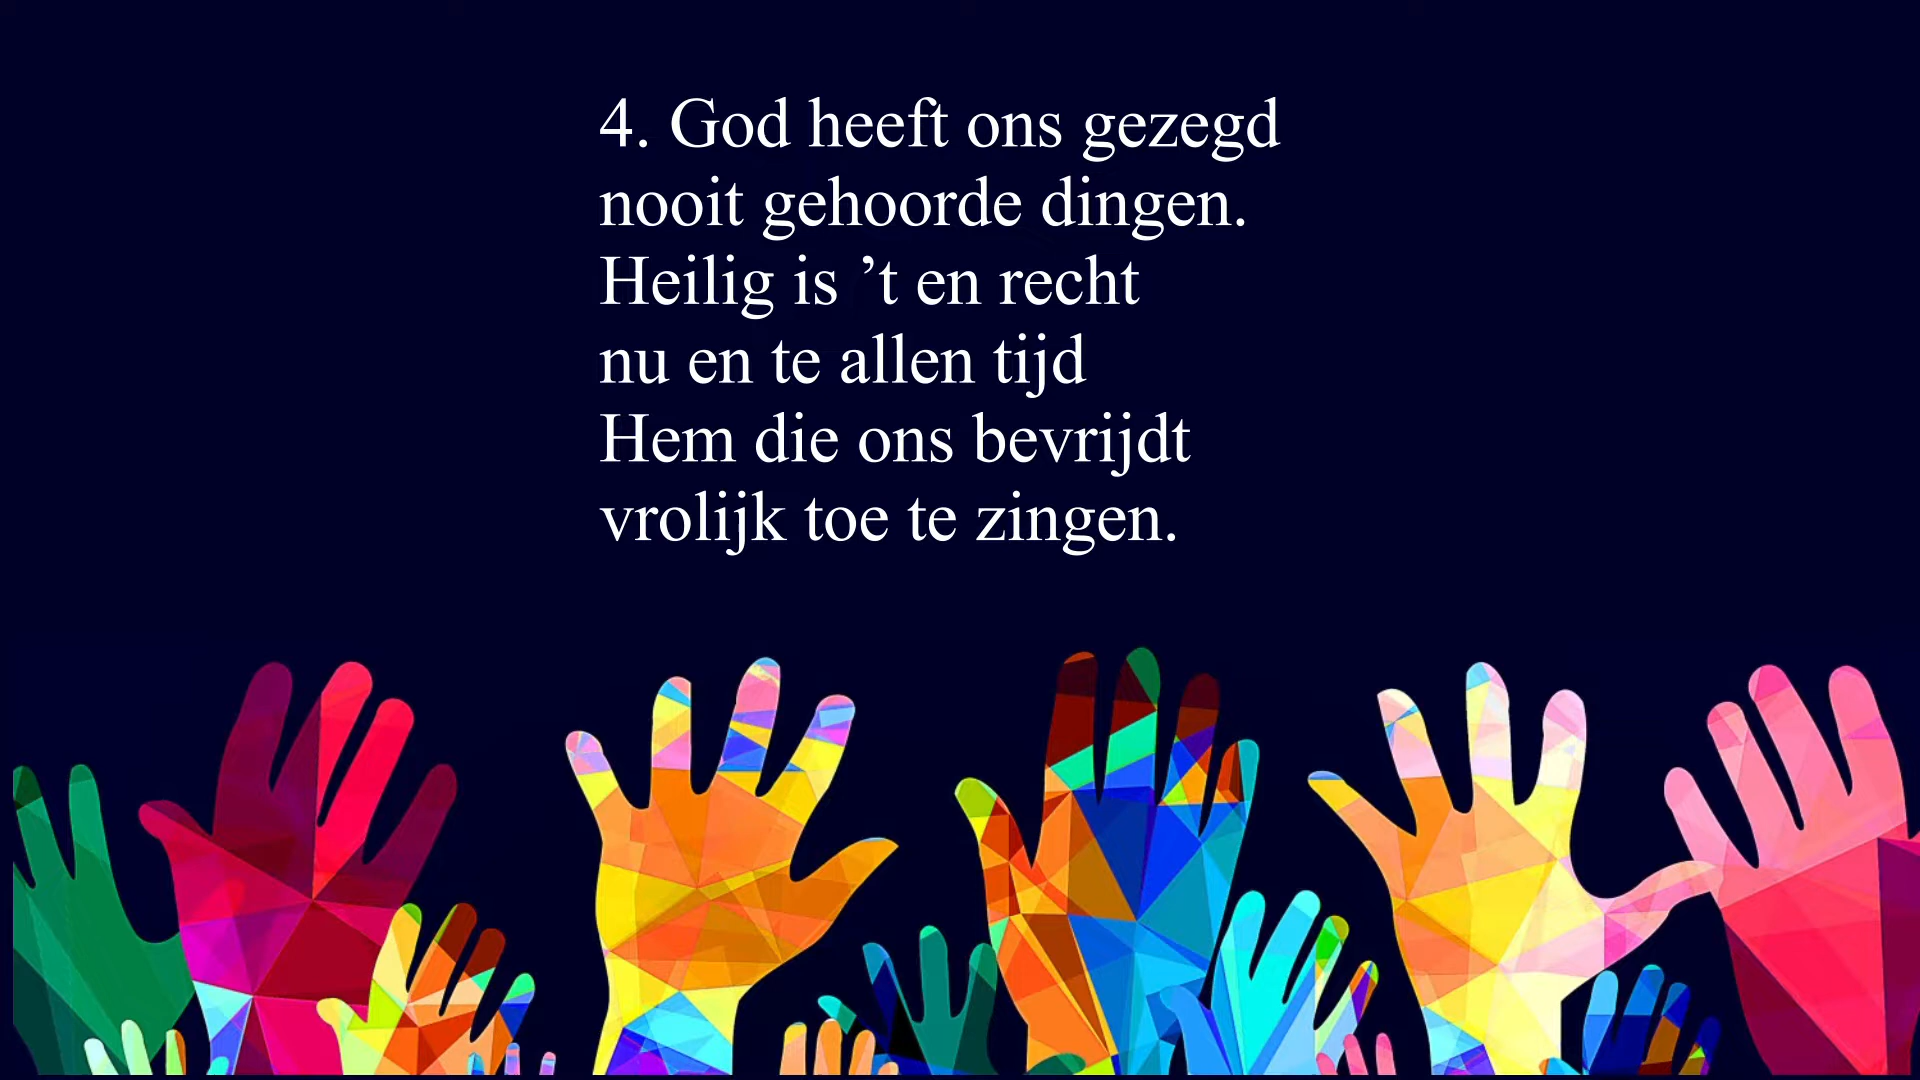 4. God heeft ons gezegd
nooit gehoorde dingen.
Heilig is ’t en recht
nu en te allen tijd
Hem die ons bevrijdt
vrolijk toe te zingen.